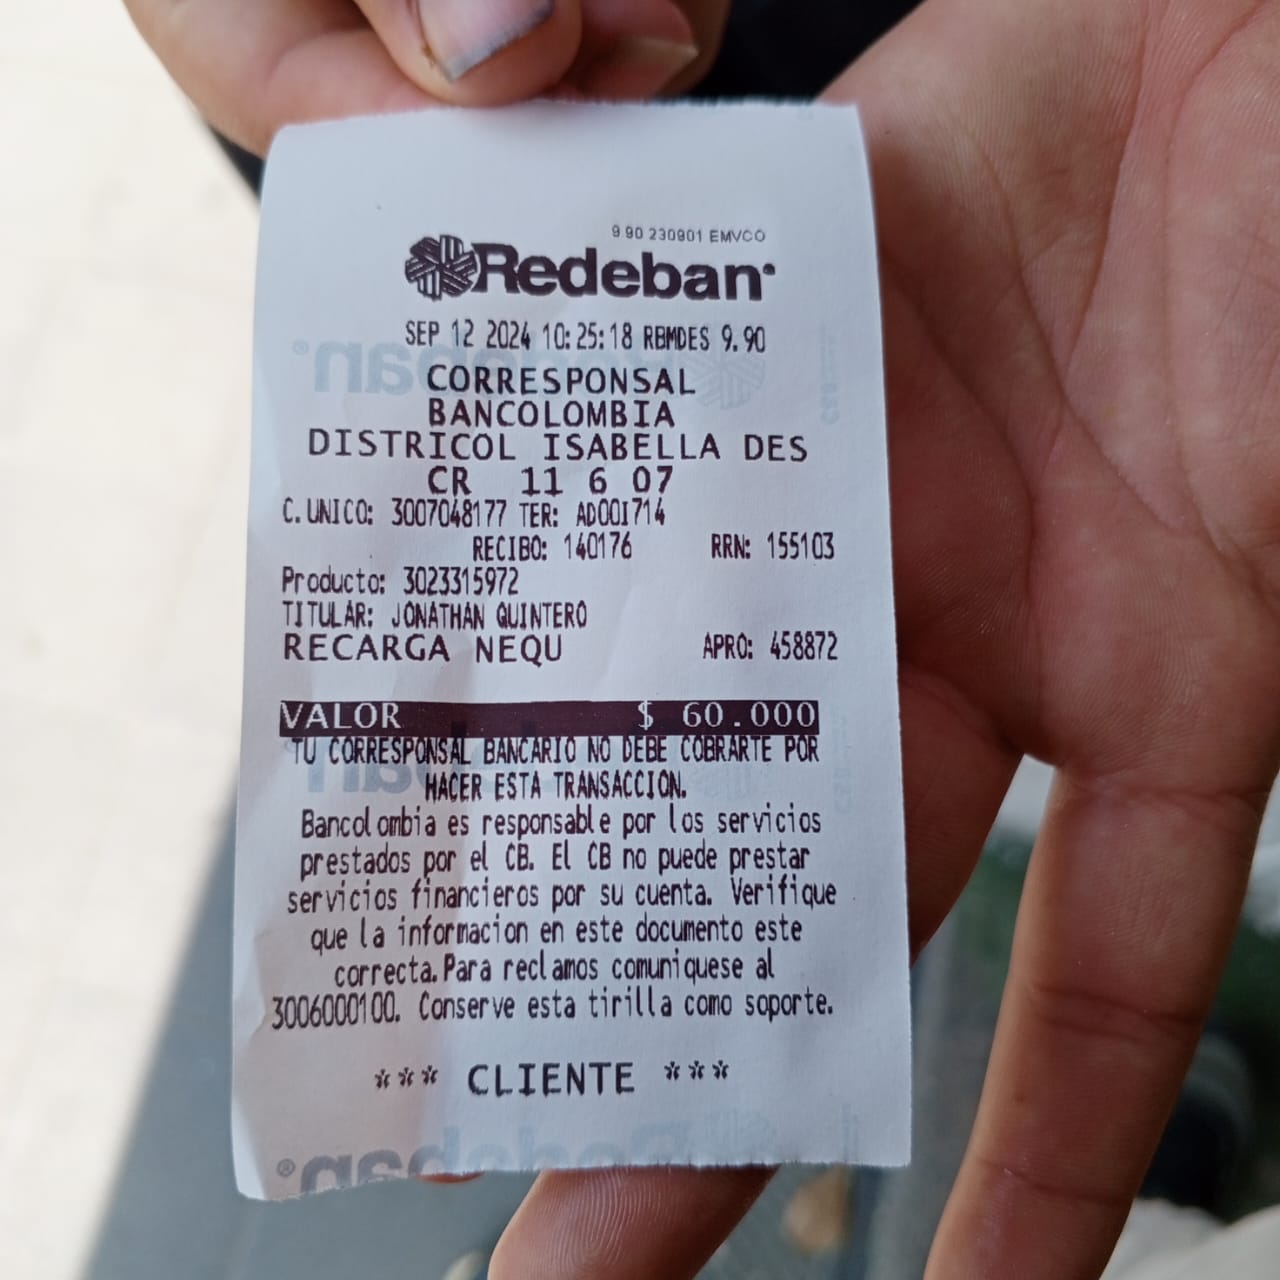 9.90 230901 EMVCO
Redeban
SEP 12 2024 10:25:18 RBMDES 9.90
CORRESPONSAL
BANCOLOMBIA
DISTRICOL ISABELLA DES
CR 11 6 07
C.UNICO: 3007048177 TER: ADOOI714
RECIBO: 140176 RRN: 155103
Producto: 3023315972
TITULAR: JONATHAN QUINTERO
RECARGA NEQU APRO: 458872
VALOR $ 60.000
TU CORRESPONSAL BANCARIO NO DEBE COBRARTE POR
HACER ESTA TRANSACCION.
Bancolombia es responsable por los servicios
prestados por el CB. El CB no puede prestar
servicios financieros por su cuenta. Verifique
que la informacion en este documento este
correcta.Para reclamos comuniquese al
3006000100. Conserve esta tirilla como soporte.
*** CLIENTE ***
Redeban